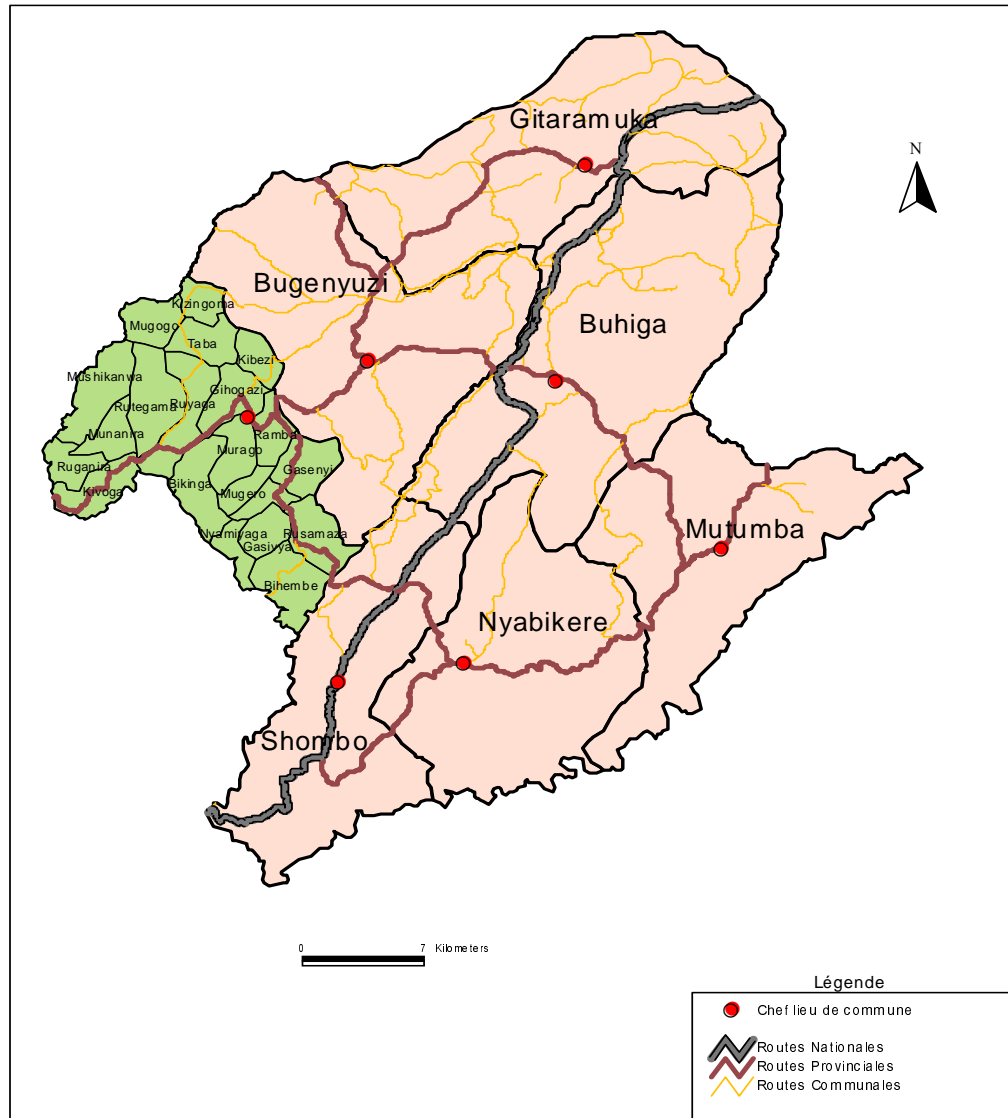 Gitaramuka
N
Bugenyuzi
Kizingoma
Mugogo
Buhiga
Taba
Kibezi
Mushikanwa
Gihogazi
Rutegama
Ruyaga
Munanira
Ramba
Murago
Ruganira
Gasenyi
Bikinga
Kivoga
Mugero
Mutumba
Nyamiyaga
Rusamaza
Gasivya
Bihembe
Nyabikere
Shombo
0 7 Kilometers
Légende
Chef lieu de commune
Routes Nationales
Routes Provinciales
Routes Communales